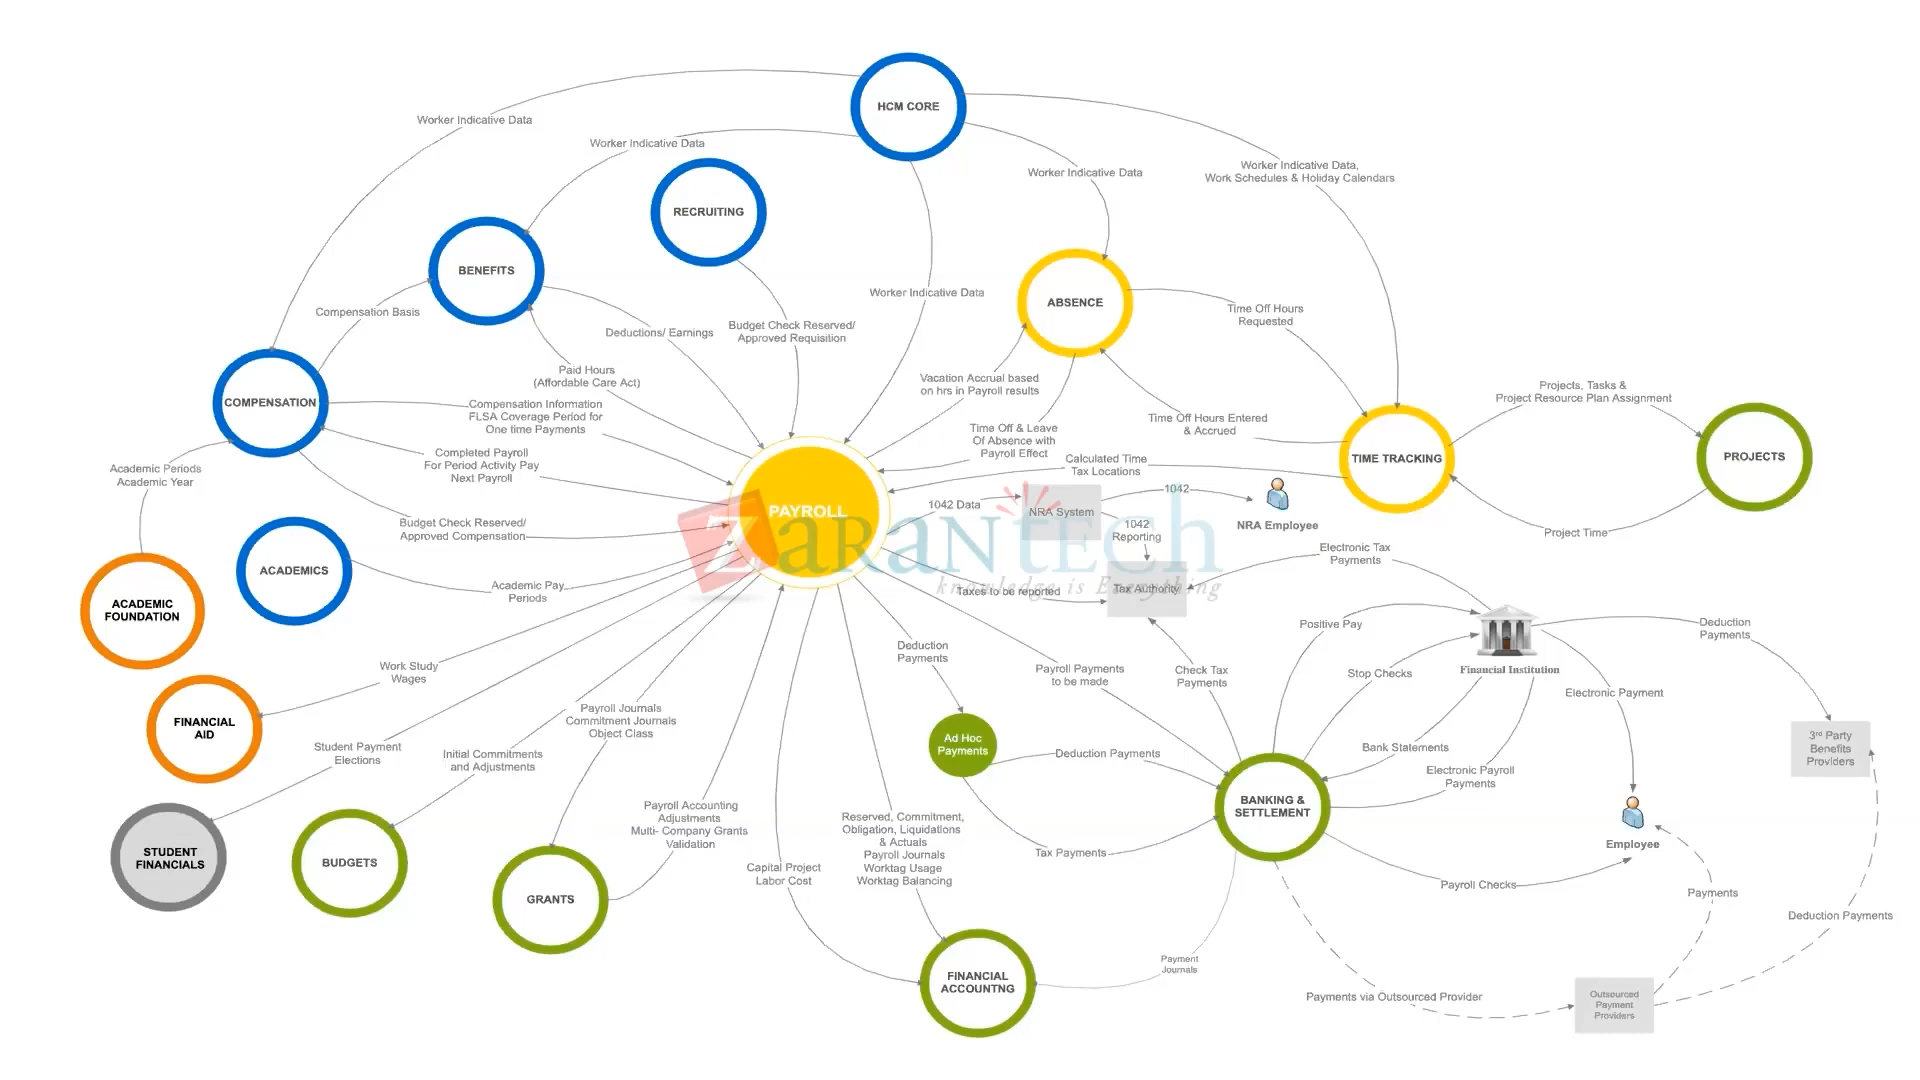 HCM CORE
Worker Indicative Data
Worker Indicative Data
Worker Indicative Data,
Work Schedules & Holiday Calendars
Worker Indicative Data
RECRUITING
BENEFITS
Worker Indicative Data
ABSENCE
Compensation Basis
Time Off Hours
Requested
Deductions/ Earnings
Budget Check Reserved/
Approved Requisition
Paid Hours
(Affordable Care Act)
Vacation Accrual based
on hrs in Payroll results
Projects, Tasks &
Project Resource Plan Assignment
COMPENSATION
Compensation Information
FLSA Coverage Period for
One time Payments
Time Off Hours Entered
& Accrued
Time Off & Leave
Of Absence with
Payroll Effect
Completed Payroll
For Period Activity Pay
Next Payroll
Calculated Time
Tax Locations
TIME TRACKING
PROJECTS
Academic Periods
Academic Year
1042
1042 Data
NRA System
PAYROLL
ZaRaNTeCh
knowledge is Everything
NRA Employee
Budget Check Reserved/
Approved Compensation
1042
Reporting
Project Time
Electronic Tax
Payments
ACADEMICS
Academic Pay
Periods
Taxes to be reported
Tax Authority
ACADEMIC
FOUNDATION
Positive Pay
Deduction
Payments
Deduction
Payments
Work Study
Wages
Payroll Payments
to be made
Check Tax
Payments
Stop Checks
Financial Institution
Electronic Payment
FINANCIAL
AID
Payroll Journals
Commitment Journals
Object Class
Student Payment
Elections
Initial Commitments
and Adjustments
Ad Hoc
Payments
Deduction Payments
Bank Statements
3rd Party
Benefits
Providers
Electronic Payroll
Payments
Payroll Accounting
Adjustments
Multi- Company Grants
Validation
BANKING &
SETTLEMENT
Reserved, Commitment,
Obligation, Liquidations
& Actuals
Payroll Journals
Worktag Usage
Worktag Balancing
Employee
Tax Payments
STUDENT
FINANCIALS
BUDGETS
Capital Project
Labor Cost
Payroll Checks
Payments
GRANTS
Deduction Payments
Payment
Journals
FINANCIAL
ACCOUNTNG
Payments via Outsourced Provider
Outsourced
Payment
Providers